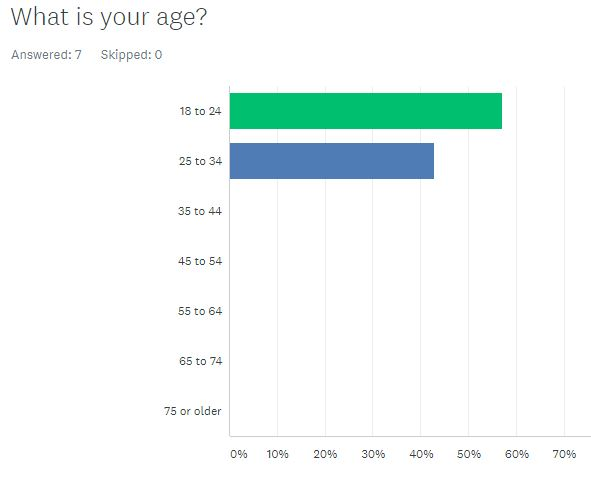 What is your age?
Answered: 7 Skipped: 0
18 to 24
25 to 34
35 to 44
45 to 54
55 to 64
65 to 74
75 or older
0% 10% 20% 30% 40% 50% 60% 70%